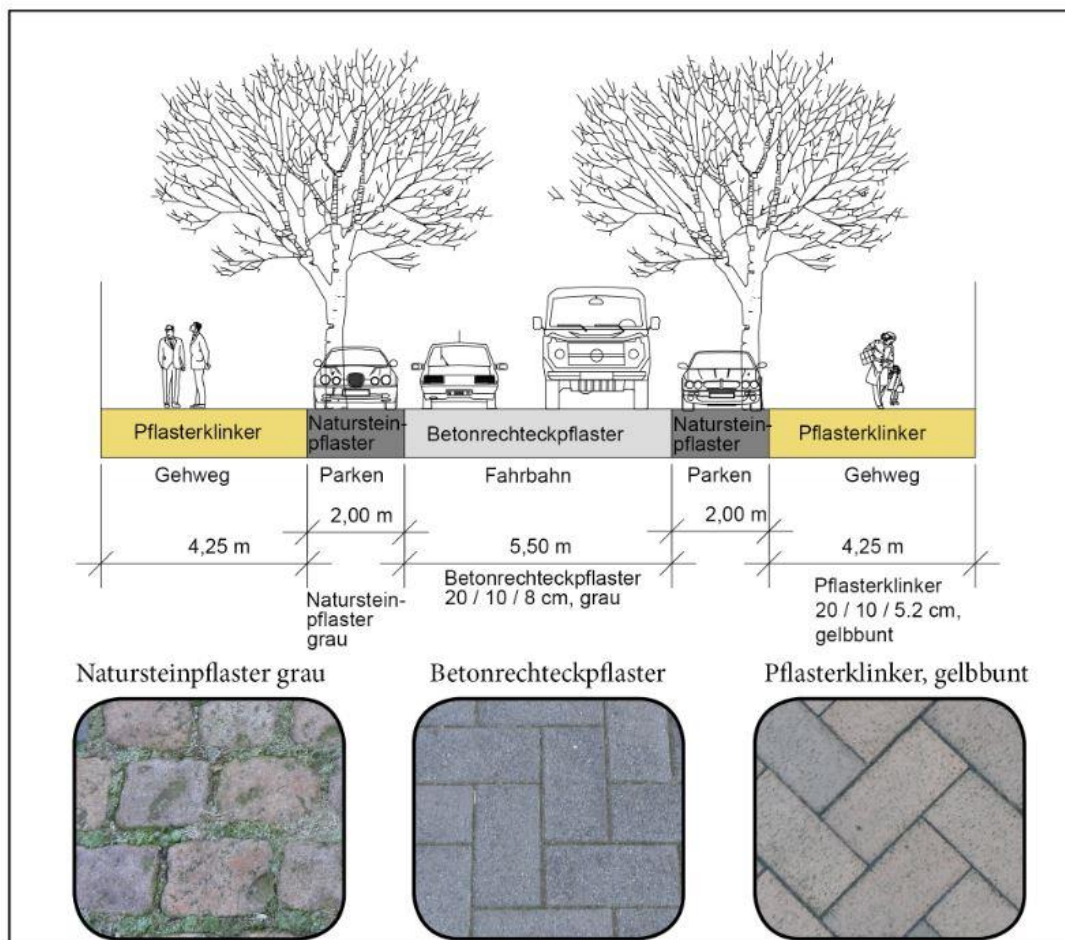 Pflasterklinker
Naturstein-
pflaster
Betonrechteckpflaster
Naturstein-
pflaster
Pflasterklinker
Gehweg
Parken
Fahrbahn
Parken
Gehweg
2,00 m
2,00 m
4,25 m
5,50 m
4,25 m
Naturstein-
pflaster
grau
Betonrechteckpflaster
20 / 10 / 8 cm, grau
Pflasterklinker
20 / 10 / 5.2 cm,
gelbbunt
Natursteinpflaster grau
Betonrechteckpflaster
Pflasterklinker, gelbbunt